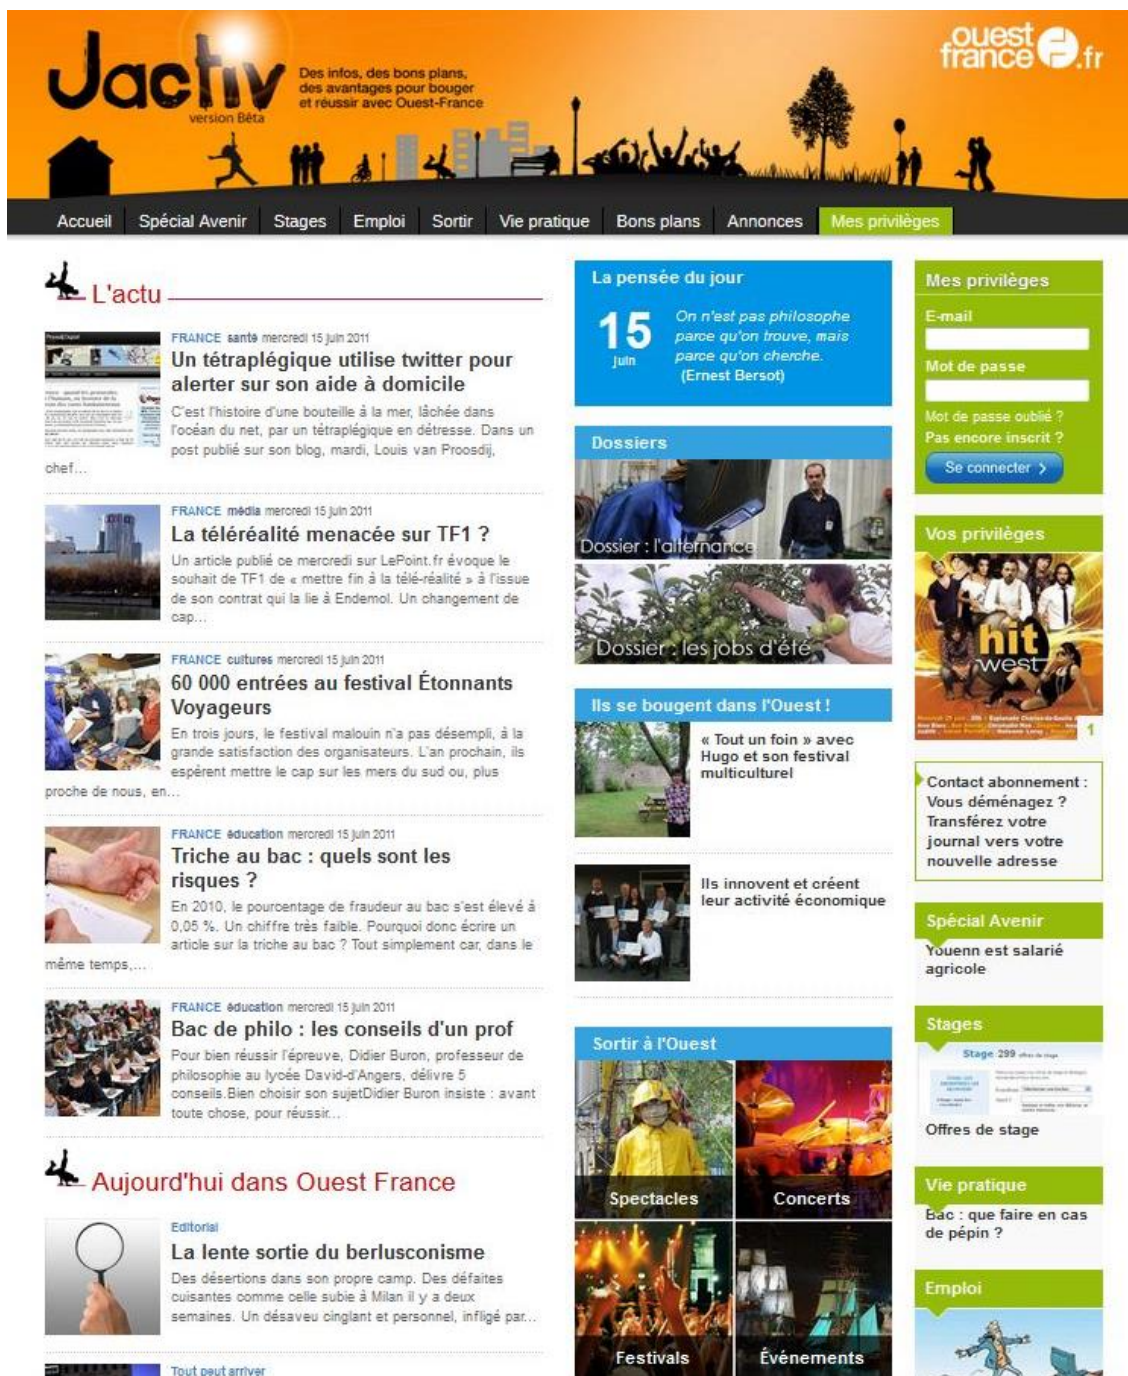 Jactiv
version Bêta
Des infos, des bons plans,
des avantages pour bouger
et réussir avec Ouest-France
ouest
france .fr
Accueil
Spécial Avenir
Stages
Emploi
Sortir
Vie pratique
Bons plans
Annonces
Mes privilèges
L'actu
FRANCE santé mercredi 15 juin 2011
Un tétraplégique utilise twitter pour
alerter sur son aide à domicile
C'est l'histoire d'une bouteille à la mer, lâchée dans
l'océan du net, par un tétraplégique en détresse. Dans un
post publié sur son blog, mardi, Louis van Proosdij,
chef...
FRANCE média mercredi 15 juin 2011
La téléréalité menacée sur TF1 ?
Un article publié ce mercredi sur LePoint.fr évoque le
souhait de TF1 de « mettre fin à la télé-réalité » à l'issue
de son contrat qui la lie à Endemol. Un changement de
cap...
FRANCE cultures mercredi 15 juin 2011
60 000 entrées au festival Étonnants
Voyageurs
En trois jours, le festival malouin n'a pas désempli, à la
grande satisfaction des organisateurs. L'an prochain, ils
espèrent mettre le cap sur les mers du sud ou, plus
proche de nous, en...
FRANCE éducation mercredi 15 juin 2011
Triche au bac : quels sont les
risques ?
En 2010, le pourcentage de fraudeur au bac s'est élevé à
0,05 %. Un chiffre très faible. Pourquoi donc écrire un
article sur la triche au bac ? Tout simplement car, dans le
même temps,...
FRANCE éducation mercredi 15 juin 2011
Bac de philo : les conseils d'un prof
Pour bien réussir l'épreuve, Didier Buron, professeur de
philosophie au lycée David-d'Angers, délivre 5
conseils.Bien choisir son sujetDidier Buron insiste : avant
toute chose, pour réussir...
Aujourd'hui dans Ouest France
Editorial
La lente sortie du berlusconisme
Des désertions dans son propre camp. Des défaites
cuisantes comme celle subie à Milan il y a deux
semaines. Un désaveu cinglant et personnel, infligé par...
Tout peut arriver
La pensée du jour
15
juin
On n'est pas philosophe
parce qu'on trouve, mais
parce qu'on cherche.
(Ernest Bersot)
Dossiers
Dossier : l'alternance
Dossier : les jobs d'été
Ils se bougent dans l'Ouest !
« Tout un foin » avec
Hugo et son festival
multiculturel
Ils innovent et créent
leur activité économique
Sortir à l'Ouest
Spectacles
Concerts
Festivals
Événements
Mes privilèges
E-mail
Mot de passe
Mot de passe oublié ?
Pas encore inscrit ?
Se connecter
Vos privilèges
hit
west
1
Contact abonnement :
Vous déménagez ?
Transférez votre
journal vers votre
nouvelle adresse
Spécial Avenir
Youenn est salarié
agricole
Stages
Stage 299 offres de stage
Offres de stage
Vie pratique
Bac : que faire en cas
de pépin ?
Emploi